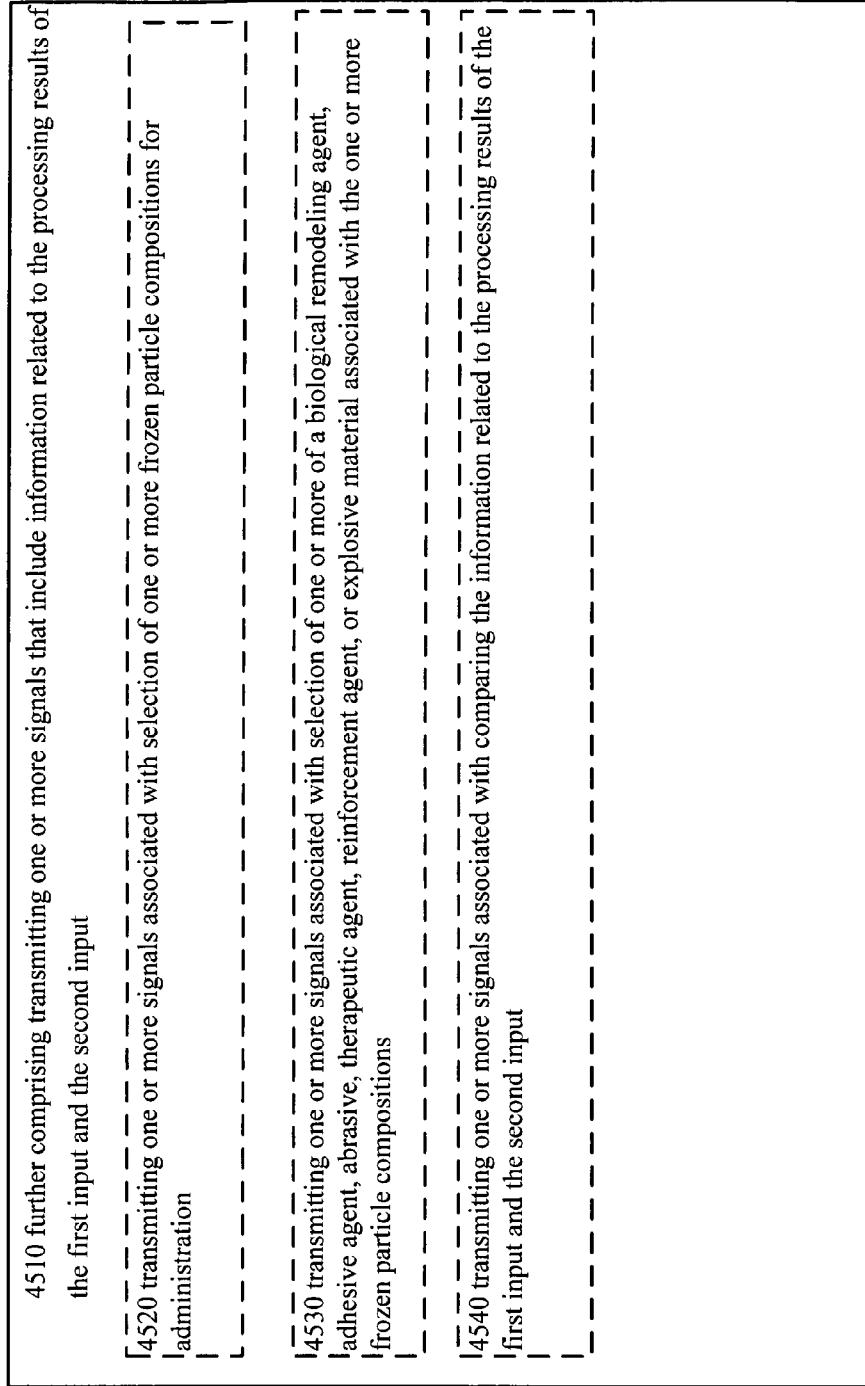 4510 further comprising transmitting one or more signals that include information related to the processing results of
the first input and the second input
4520 transmitting one or more signals associated with selection of one or more frozen particle compositions for
administration
4530 transmitting one or more signals associated with selection of one or more of a biological remodeling agent,
adhesive agent, abrasive, therapeutic agent, reinforcement agent, or explosive material associated with the one or more
frozen particle compositions
4540 transmitting one or more signals associated with comparing the information related to the processing results of the
first input and the second input